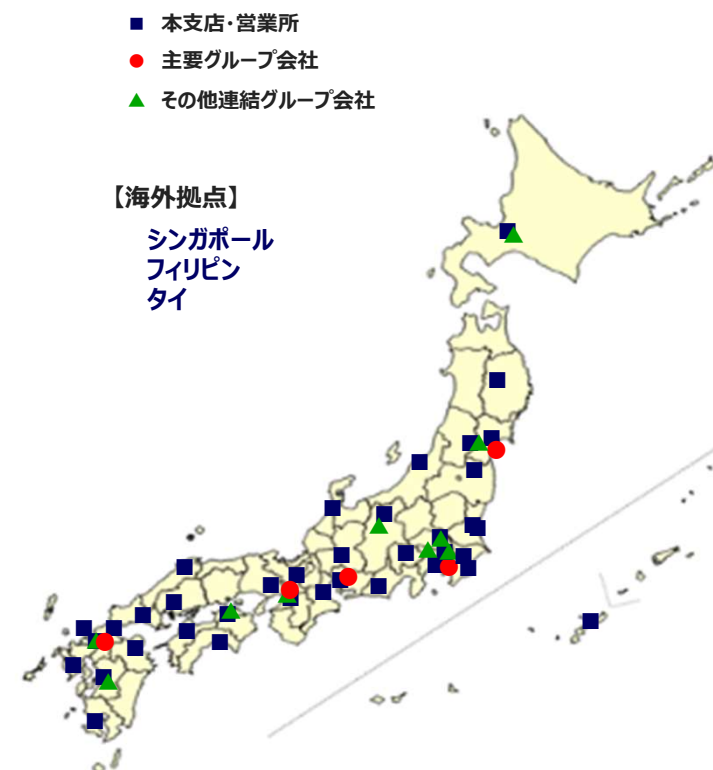 本支店・営業所
主要グループ会社
その他連結グループ会社
【海外拠点】
シンガポール
フィリピン
タイ